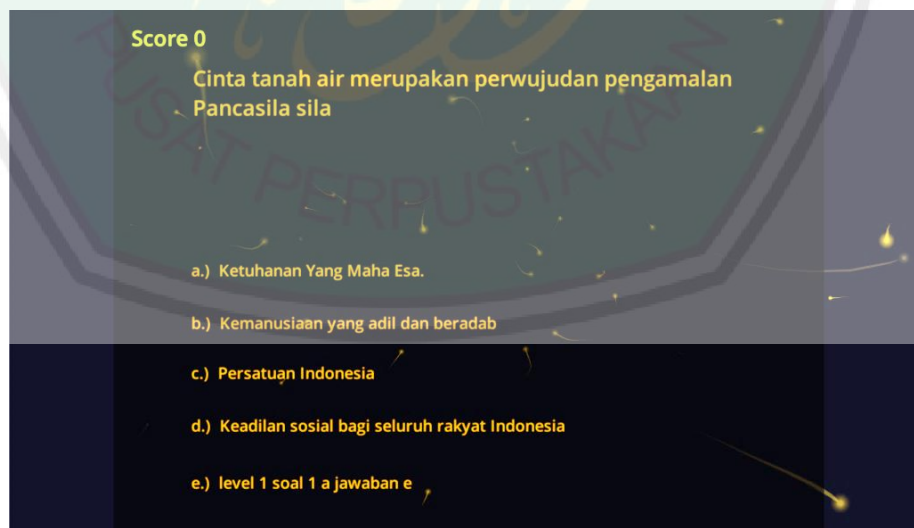 Score 0
Cinta tanah air merupakan perwujudan pengamalan
Pancasila sila
PUSAT PERPUSTAKAAN
a.) Ketuhanan Yang Maha Esa.
b.) Kemanusiaan yang adil dan beradab
c.) Persatuan Indonesia
d.) Keadilan sosial bagi seluruh rakyat Indonesia
e.) level 1 soal 1 a jawaban e